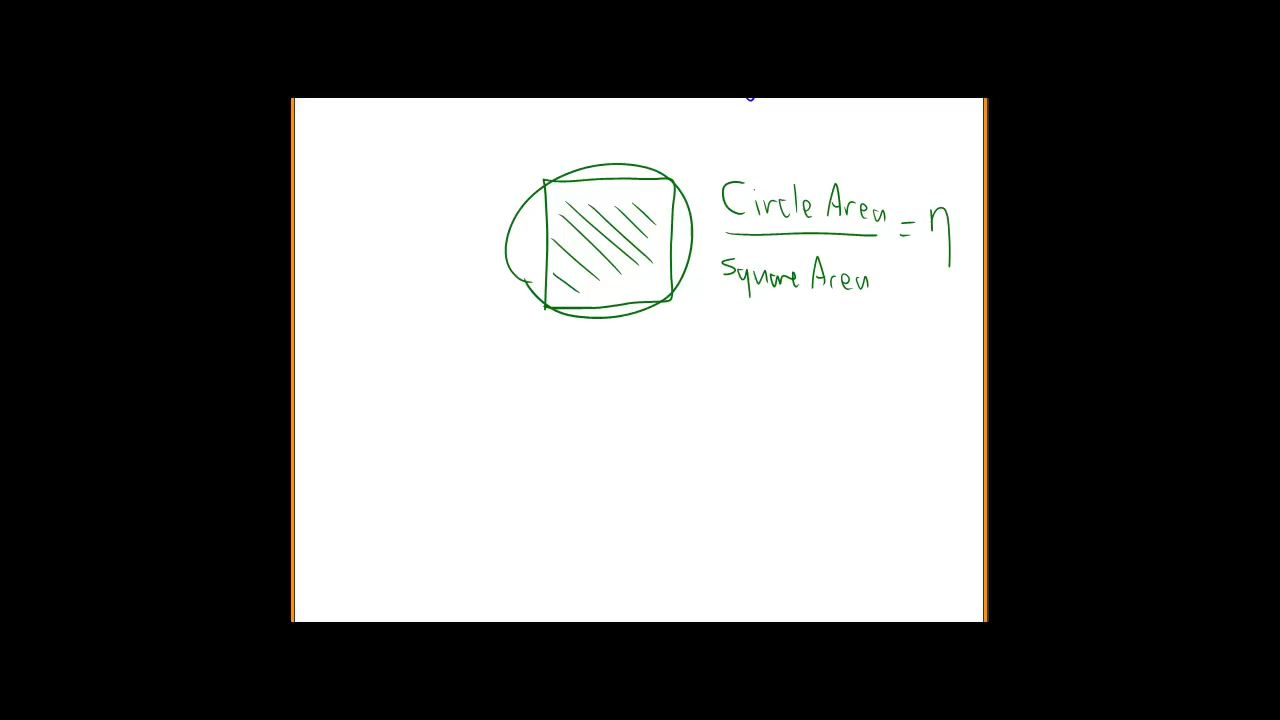 Circle Area
= η
Square Area